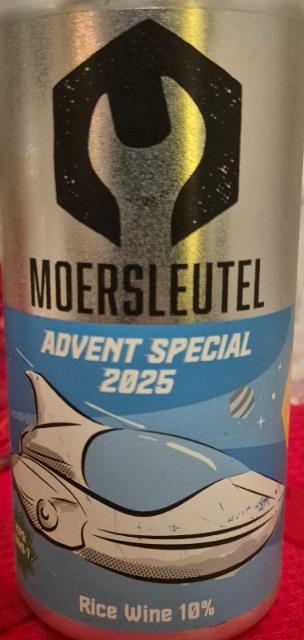 MOERSLEUTEL
ADVENT SPECIAL
2025
Rice Wine 10%